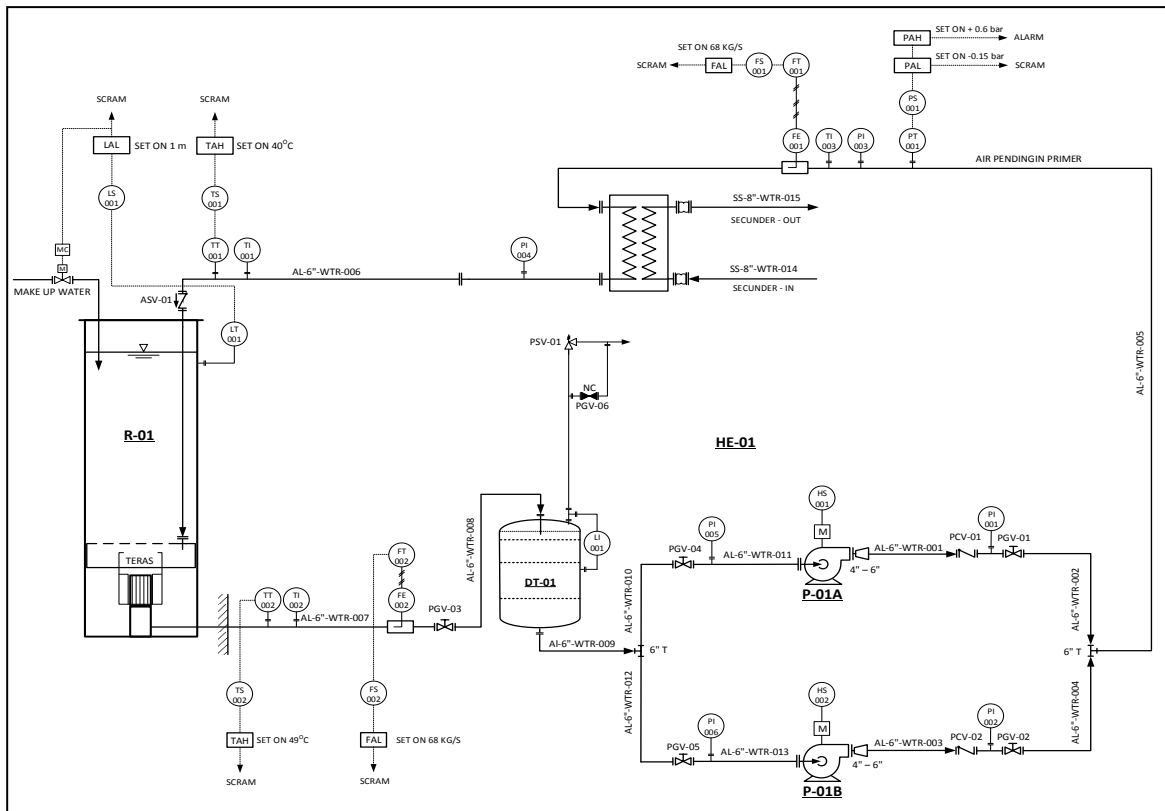 SET ON + 0.6 bar
PAH
ALARM
SET ON 68 KG/S
SET ON -0.15 bar
SCRAM
FAL
FS
001
FT
001
PAL
SCRAM
SCRAM
SCRAM
PS
001
LAL
SET ON 1 m
TAH
SET ON 40°C
FE
001
TI
003
PI
003
PT
001
AIR PENDINGIN PRIMER
LS
001
TS
001
SS-8"-WTR-015
SECUNDER - OUT
MC
M
TT
001
TI
001
PI
004
AL-6"-WTR-006
SS-8"-WTR-014
SECUNDER - IN
MAKE UP WATER
ASV-01
LT
001
PSV-01
AL-6"-WTR-005
NC
PGV-06
R-01
HE-01
HS
001
M
PI
005
PI
001
LI
001
PGV-04
AL-6"-WTR-011
AL-6"-WTR-001
PCV-01
PGV-01
4" – 6"
P-01A
AL-6"-WTR-008
FT
002
TERAS
DT-01
AL-6"-WTR-010
AL-6"-WTR-002
TT
002
TI
002
FE
002
PGV-03
AL-6"-WTR-007
Al-6"-WTR-009
6" T
6" T
AL-6"-WTR-012
AL-6"-WTR-004
TS
002
FS
002
HS
002
M
PI
006
PI
002
TAH
SET ON 49°C
FAL
SET ON 68 KG/S
PGV-05
AL-6"-WTR-013
AL-6"-WTR-003
PCV-02
PGV-02
4" – 6"
SCRAM
SCRAM
P-01B